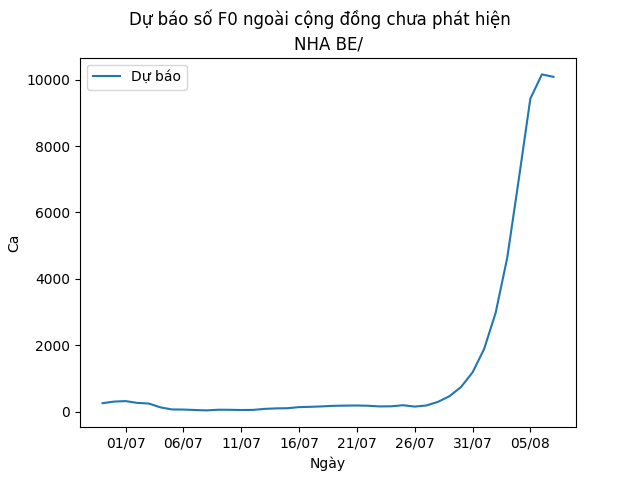 Dự báo số F0 ngoài cộng đồng chưa phát hiện
NHA BE/
Dự báo
10000
8000
6000
4000
2000
0
Ca
01/07 06/07 11/07 16/07 21/07 26/07 31/07 05/08
Ngày